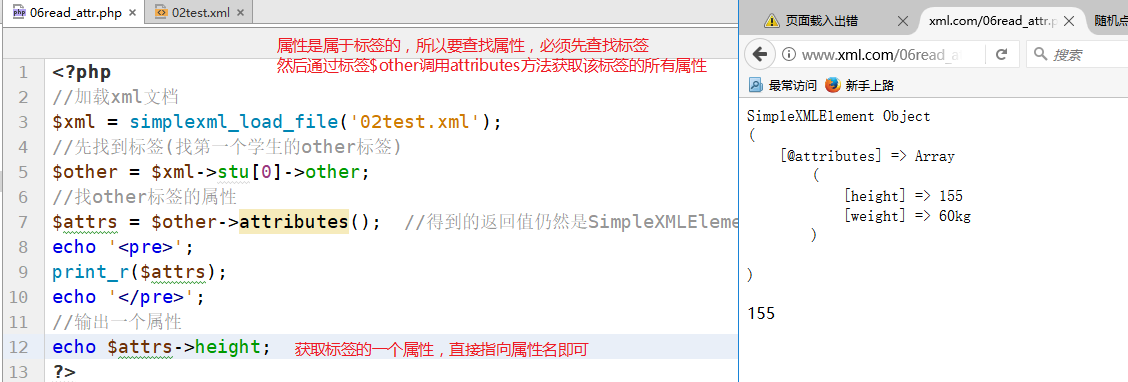 06read_attr.php
02test.xml
属性是属于标签的，所以要查找属性，必须先查找标签
然后通过标签$other调用attributes方法获取该标签的所有属性
1 <?php
2 //加载xml文档
3 $xml = simplexml_load_file('02test.xml');
4 //先找到标签(找第一个学生的other标签)
5 $other = $xml->stu[0]->other;
6 //找other标签的属性
7 $attrs = $other->attributes(); //得到的返回值仍然是SimpleXMLEleme
8 echo '<pre>';
9 print_r($attrs);
10 echo '</pre>';
11 //输出一个属性
12 echo $attrs->height; 获取标签的一个属性，直接指向属性名即可
13 ?>
页面载入出错
xml.com/06read_attr.p
随机点
www.xml.com/06read_a
搜索
最常访问 新手上路
SimpleXMLElement Object
(
[@attributes] => Array
(
[height] => 155
[weight] => 60kg
)
)
155